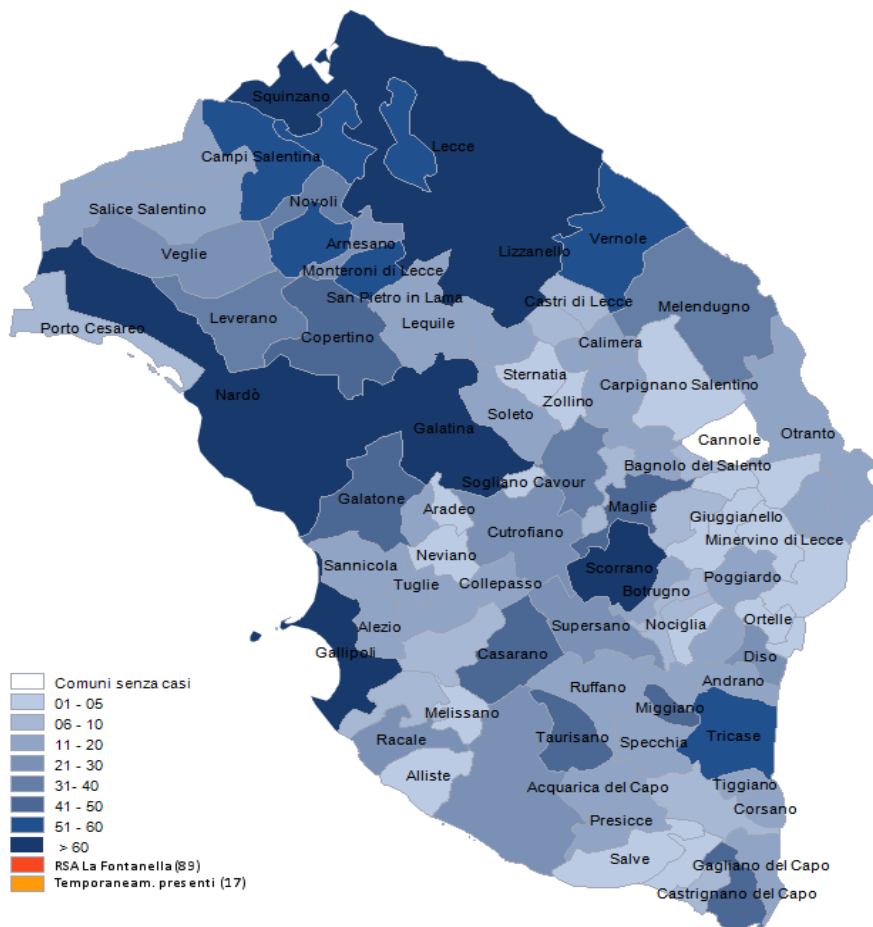 Squinzano
Lecce
Campi Salentina
Novoli
Salice Salentino
Arnesano
Vernole
Veglie
Lizzanello
Monteroni di Lecce
San Pietro in Lama
Castri di Lecce
Melendugno
Porto Cesareo
Leverano
Copertino
Lequile
Calimera
Sternatia
Carpignano Salentino
Zollino
Nardò
Soleto
Galatina
Cannole
Otranto
Bagnolo del Salento
Sogliano Cavour
Galatone
Aradeo
Maglie
Giuggianello
Cutrofiano
Minervino di Lecce
Neviano
Sannicola
Scorrano
Tuglie
Collepasso
Botrugno
Poggiardo
Alezio
Supersano
Nociglia
Ortelle
Gallipoli
Casarano
Diso
Ruffano
Andrano
Melissano
Miggiano
Racale
Taurisano
Specchia
Tricase
Alliste
Acquarica del Capo
Tiggiano
Corsano
Presicce
Salve
Gagliano del Capo
Castrignano del Capo
Comuni senza casi
01 - 05
06 - 10
11 - 20
21 - 30
31- 40
41 - 50
51 - 60
> 60
RSA La Fontanella (89)
Temporaneam. presenti (17)